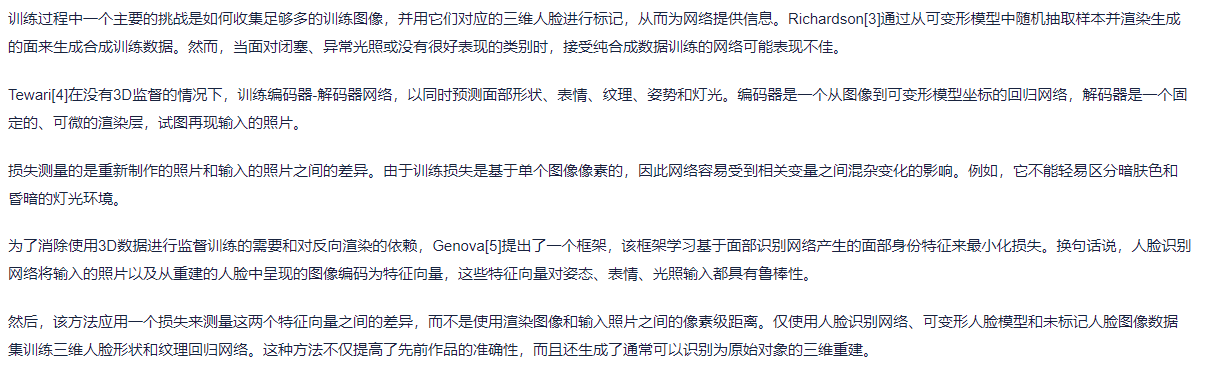 训练过程中一个主要的挑战是如何收集足够多的训练图像，并用它们对应的三维人脸进行标记，从而为网络提供信息。Richardson[3]通过从可变形模型中随机抽取样本并渲染生成
的面来生成合成训练数据。然而，当面对闭塞、异常光照或没有很好表现的类别时，接受纯合成数据训练的网络可能表现不佳。
Tewari[4]在没有3D监督的情况下，训练编码器-解码器网络，以同时预测面部形状、表情、纹理、姿势和灯光。编码器是一个从图像到可变形模型坐标的回归网络，解码器是一个固
定的、可微的渲染层，试图再现输入的照片。
损失测量的是重新制作的照片和输入的照片之间的差异。由于训练损失是基于单个图像像素的，因此网络容易受到相关变量之间混杂变化的影响。例如，它不能轻易区分暗肤色和
昏暗的灯光环境。
为了消除使用3D数据进行监督训练的需要和对反向渲染的依赖，Genova[5]提出了一个框架，该框架学习基于面部识别网络产生的面部身份特征来最小化损失。换句话说，人脸识别
网络将输入的照片以及从重建的人脸中呈现的图像编码为特征向量，这些特征向量对姿态、表情、光照输入都具有鲁棒性。
然后，该方法应用一个损失来测量这两个特征向量之间的差异，而不是使用渲染图像和输入照片之间的像素级距离。仅使用人脸识别网络、可变形人脸模型和未标记人脸图像数据
集训练三维人脸形状和纹理回归网络。这种方法不仅提高了先前作品的准确性，而且还生成了通常可以识别为原始对象的三维重建。